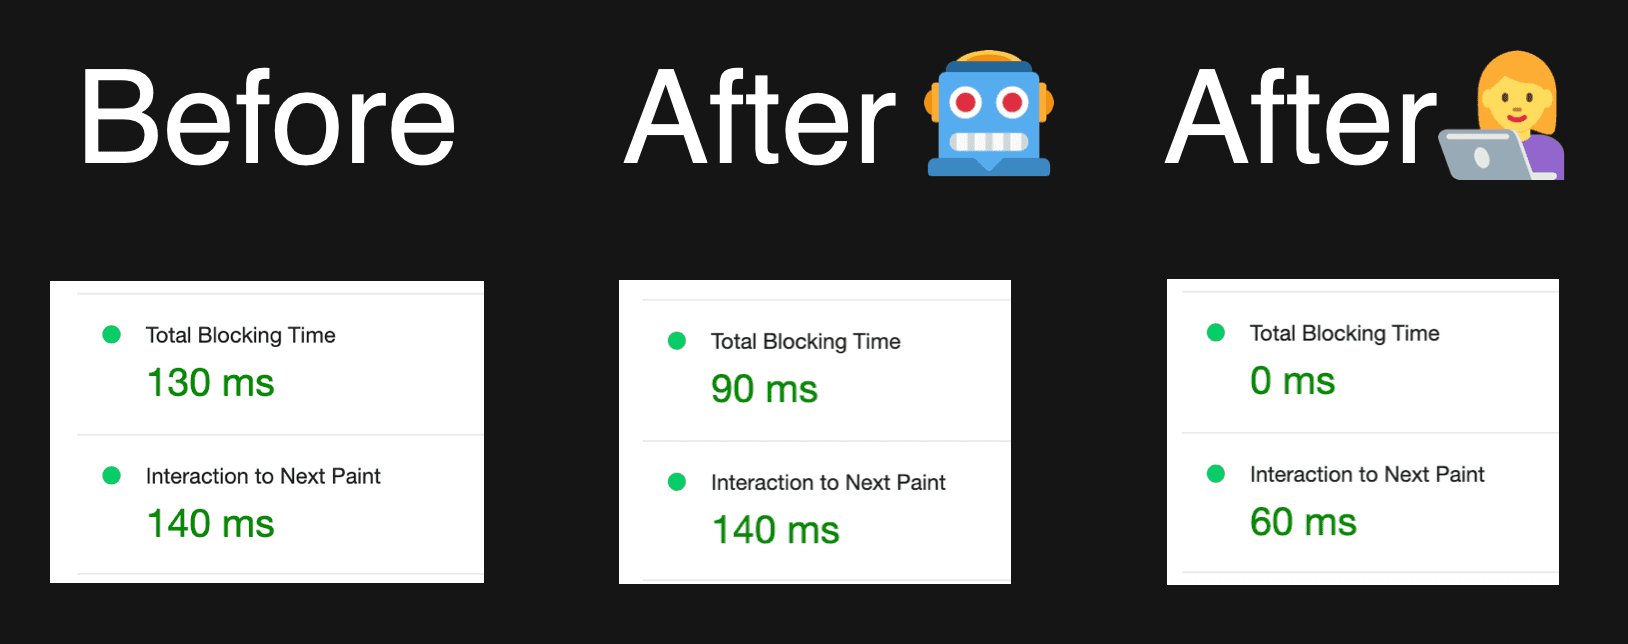 Before
After
After
Total Blocking Time
130 ms
Interaction to Next Paint
140 ms
Total Blocking Time
90 ms
Interaction to Next Paint
140 ms
Total Blocking Time
0 ms
Interaction to Next Paint
60 ms